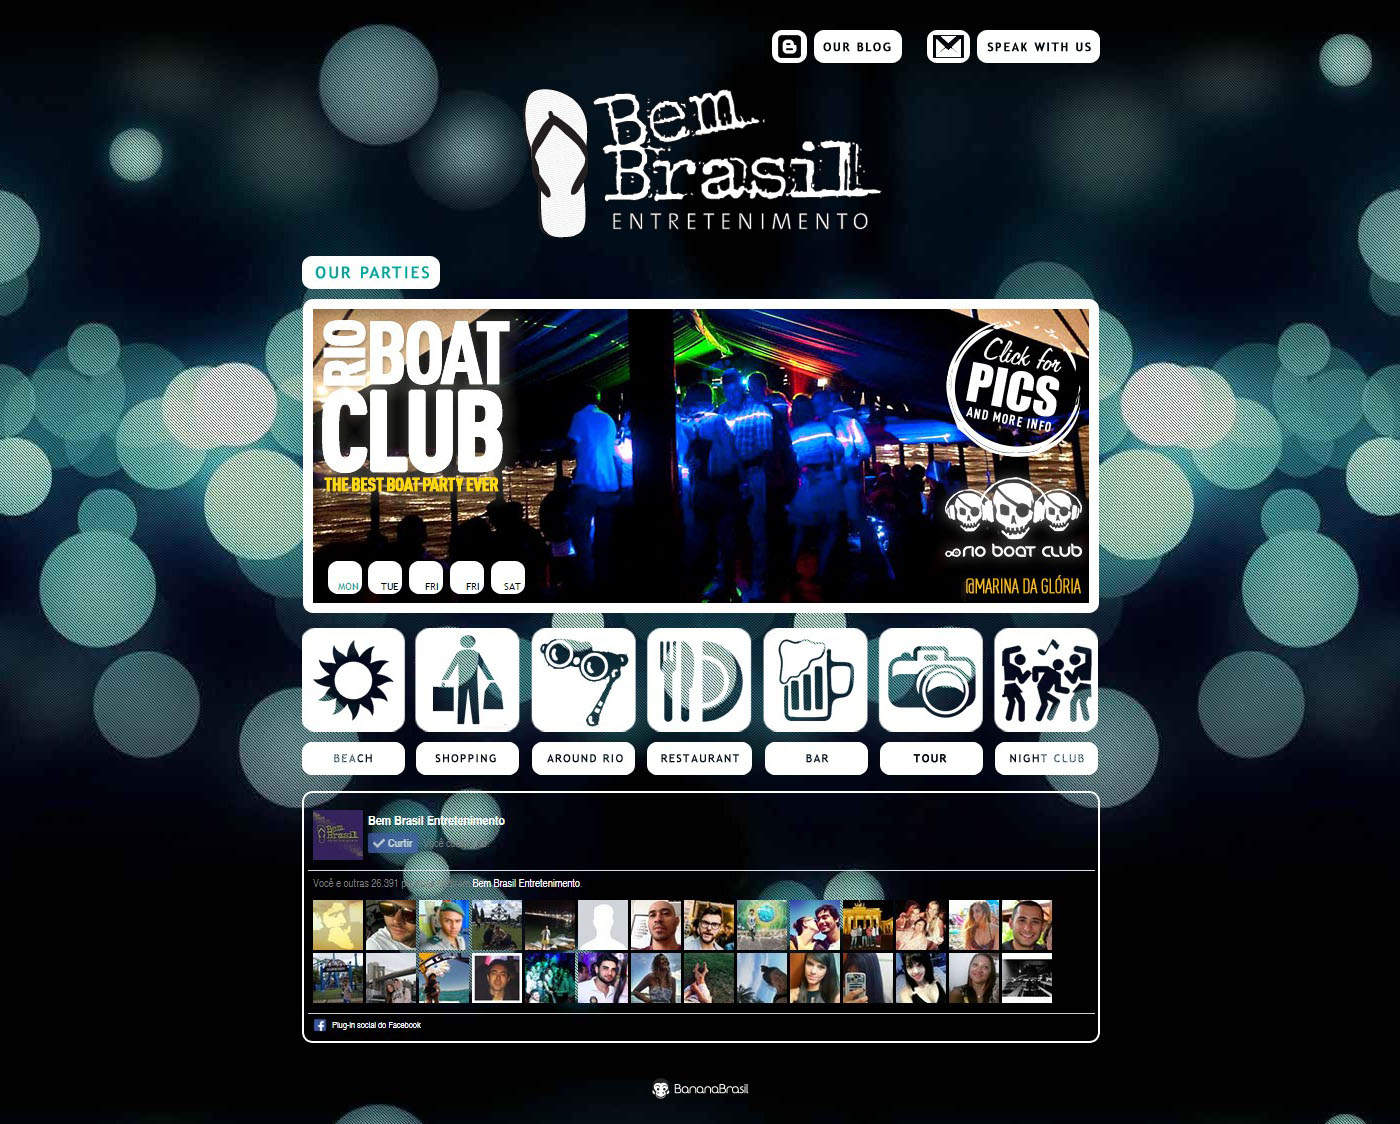 OUR BLOG
SPEAK WITH US
Bem
Brasil
ENTRETENIMENTO
OUR PARTIES
RIO BOAT
CLUB
THE BEST BOAT PARTY EVER
Click for
PICS
AND MORE INFO
RIO BOAT CLUB
@MARINA DA GLÓRIA
MON TUE FRI FRI SAT
BEACH SHOPPING AROUND RIO RESTAURANT BAR TOUR NIGHT CLUB
Bem Brasil
Bem Brasil Entretenimento
Curtir
Você
Você e outras 26.391 Bem Brasil Entretenimento
Plug-in social do Facebook
BananaBrasil